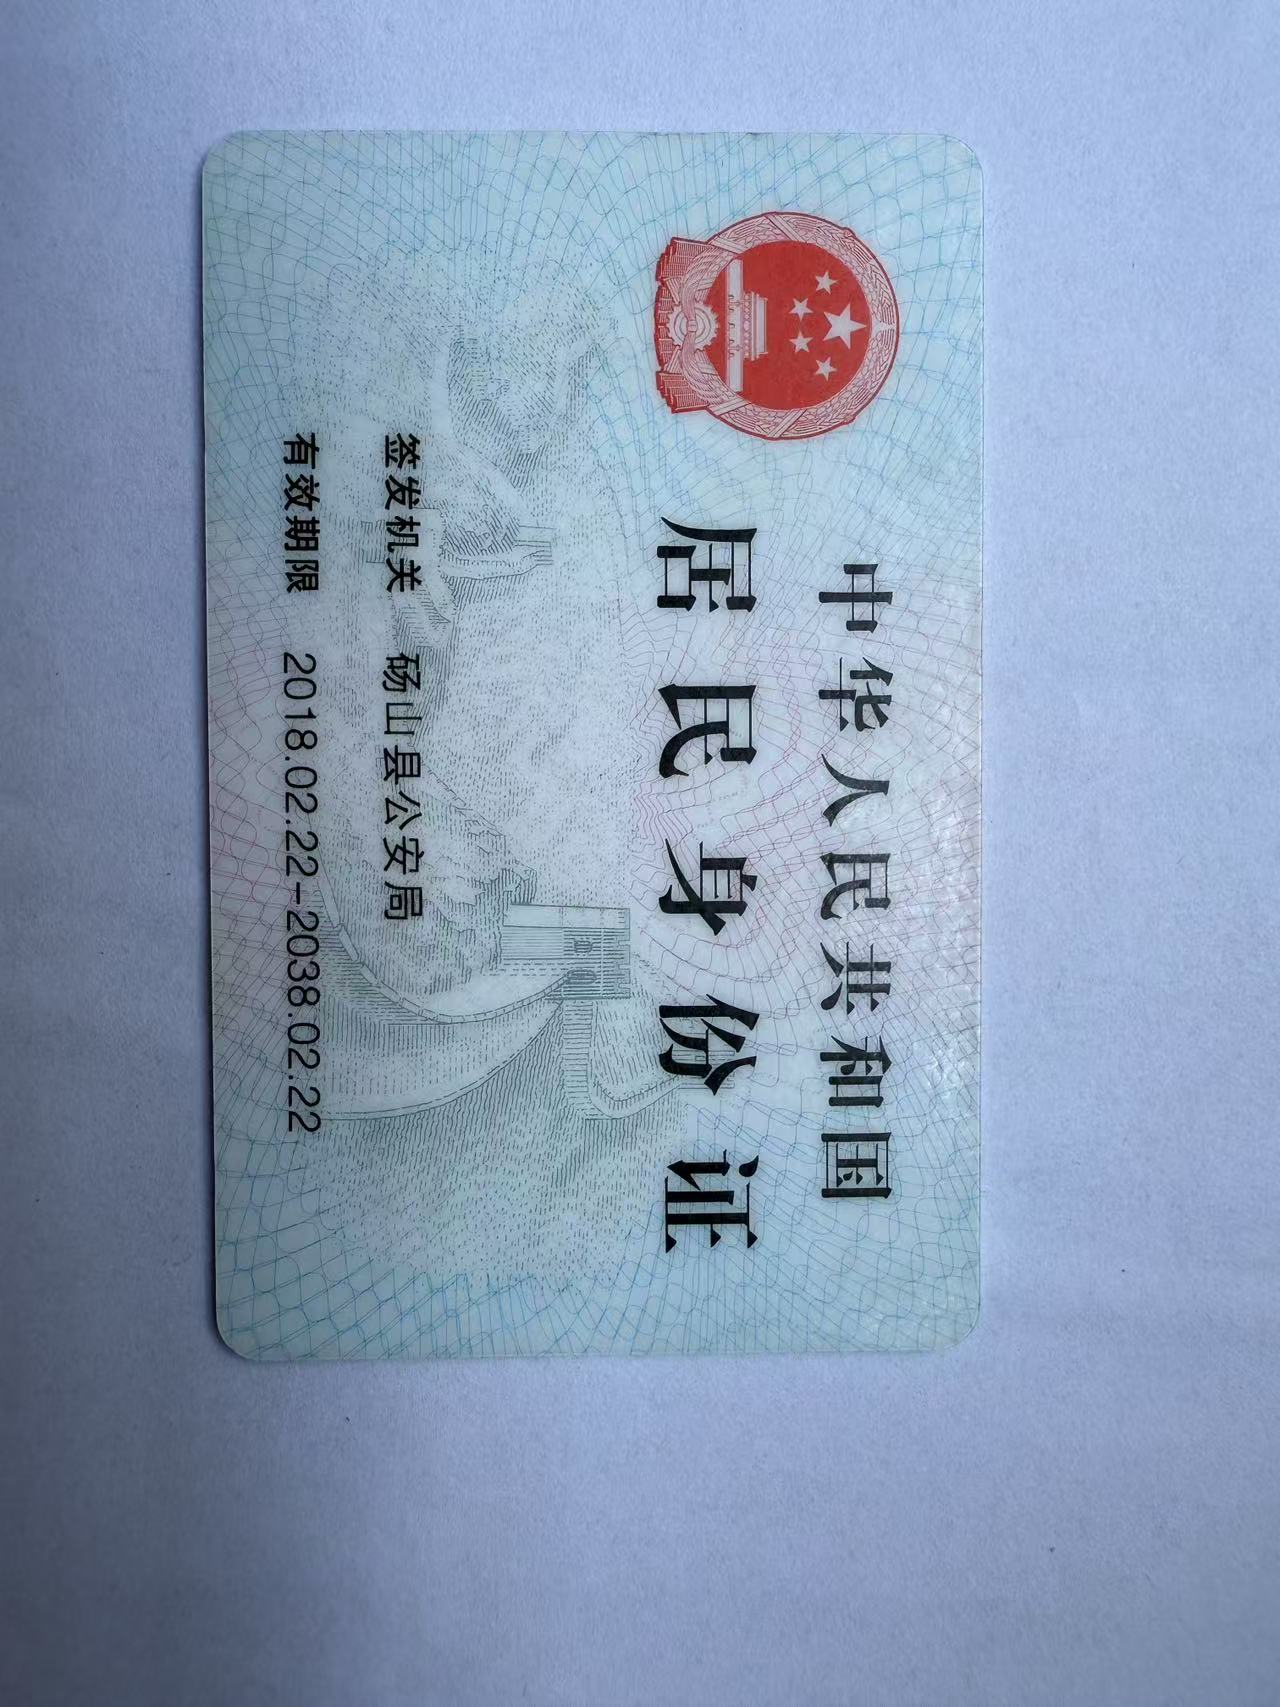 中华人民共和国
居民身份证
签发机关 砀山县公安局
有效期限 2018.02.22-2038.02.22